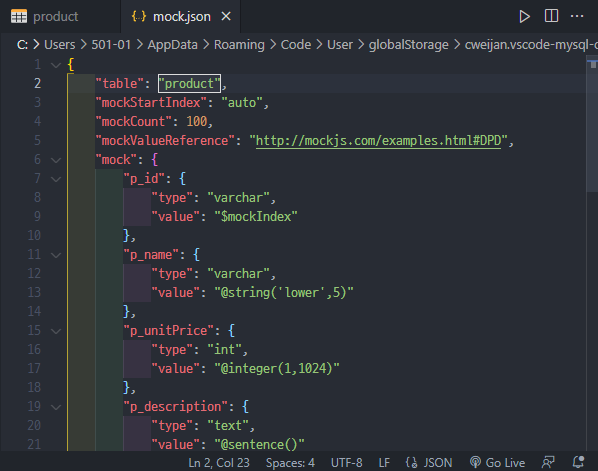 product
mock.json
C: > Users > 501-01 > AppData > Roaming > Code > User > globalStorage > cweijan.vscode-mysql-c
1 {
2 "table": "product",
3 "mockStartIndex": "auto",
4 "mockCount": 100,
5 "mockValueReference": "http://mockjs.com/examples.html#DPD",
6 "mock": {
7 "p_id": {
8 "type": "varchar",
9 "value": "$mockIndex"
10 },
11 "p_name": {
12 "type": "varchar",
13 "value": "@string('lower',5)"
14 },
15 "p_unitPrice": {
16 "type": "int",
17 "value": "@integer(1,1024)"
18 },
19 "p_description": {
20 "type": "text",
21 "value": "@sentence()"
Ln 2, Col 23 Spaces: 4 UTF-8 LF {} JSON Go Live